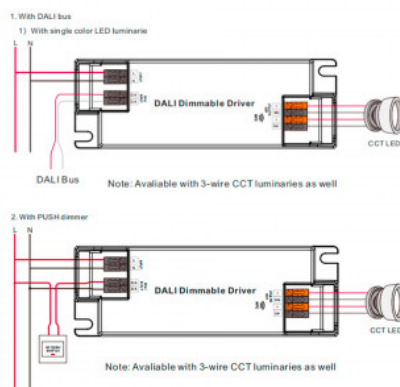 1. With DALI bus
1) With single color LED luminarie
L N
DALI Dimmable Driver
CCT LED
DALI Bus
Note: Avaliable with 3-wire CCT luminaries as well
2. With PUSH dimmer
L N
DALI Dimmable Driver
CCT LED
Note: Avaliable with 3-wire CCT luminaries as well